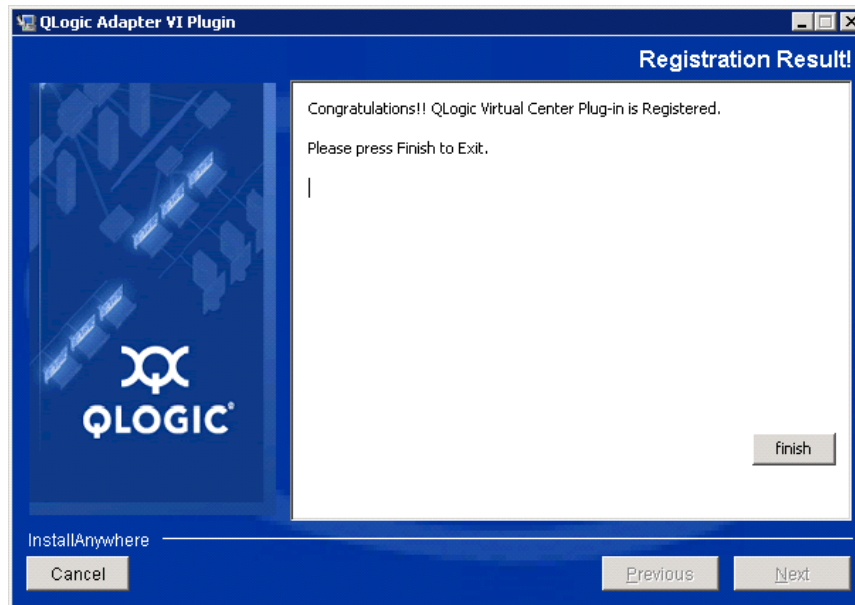 QLogic Adapter VI Plugin
Registration Result!
Congratulations!! QLogic Virtual Center Plug-in is Registered.
Please press Finish to Exit.
QLOGIC®
finish
InstallAnywhere
Cancel
Previous
Next